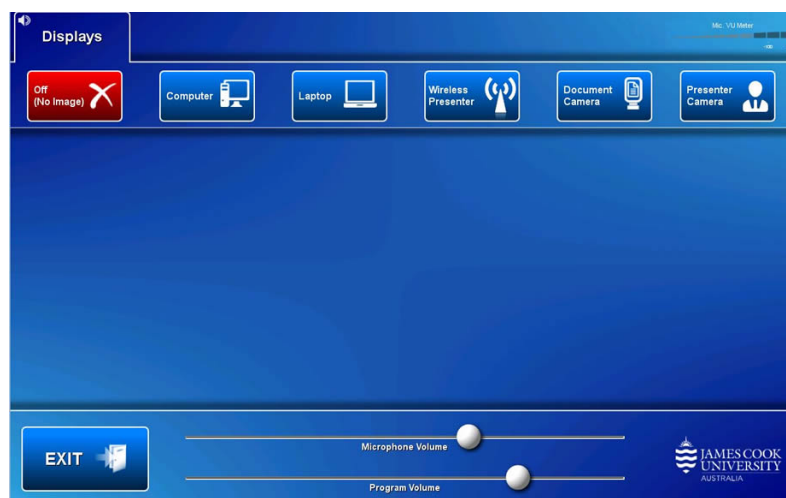 Displays
Mic. VU Meter
Off
(No Image)
Computer
Laptop
Wireless
Presenter
Document
Camera
Presenter
Camera
Microphone Volume
EXIT
Program Volume
JAMES COOK
UNIVERSITY
AUSTRALIA